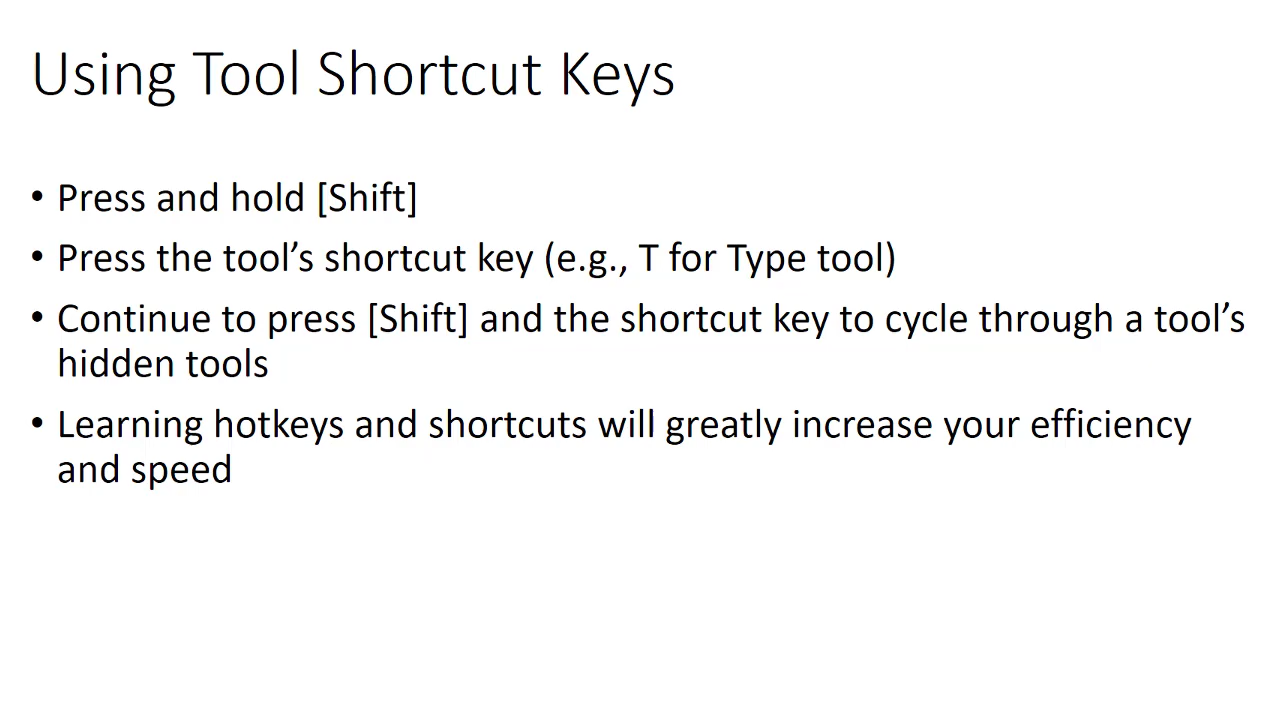 Using Tool Shortcut Keys
• Press and hold [Shift]
• Press the tool’s shortcut key (e.g., T for Type tool)
• Continue to press [Shift] and the shortcut key to cycle through a tool’s
hidden tools
• Learning hotkeys and shortcuts will greatly increase your efficiency
and speed